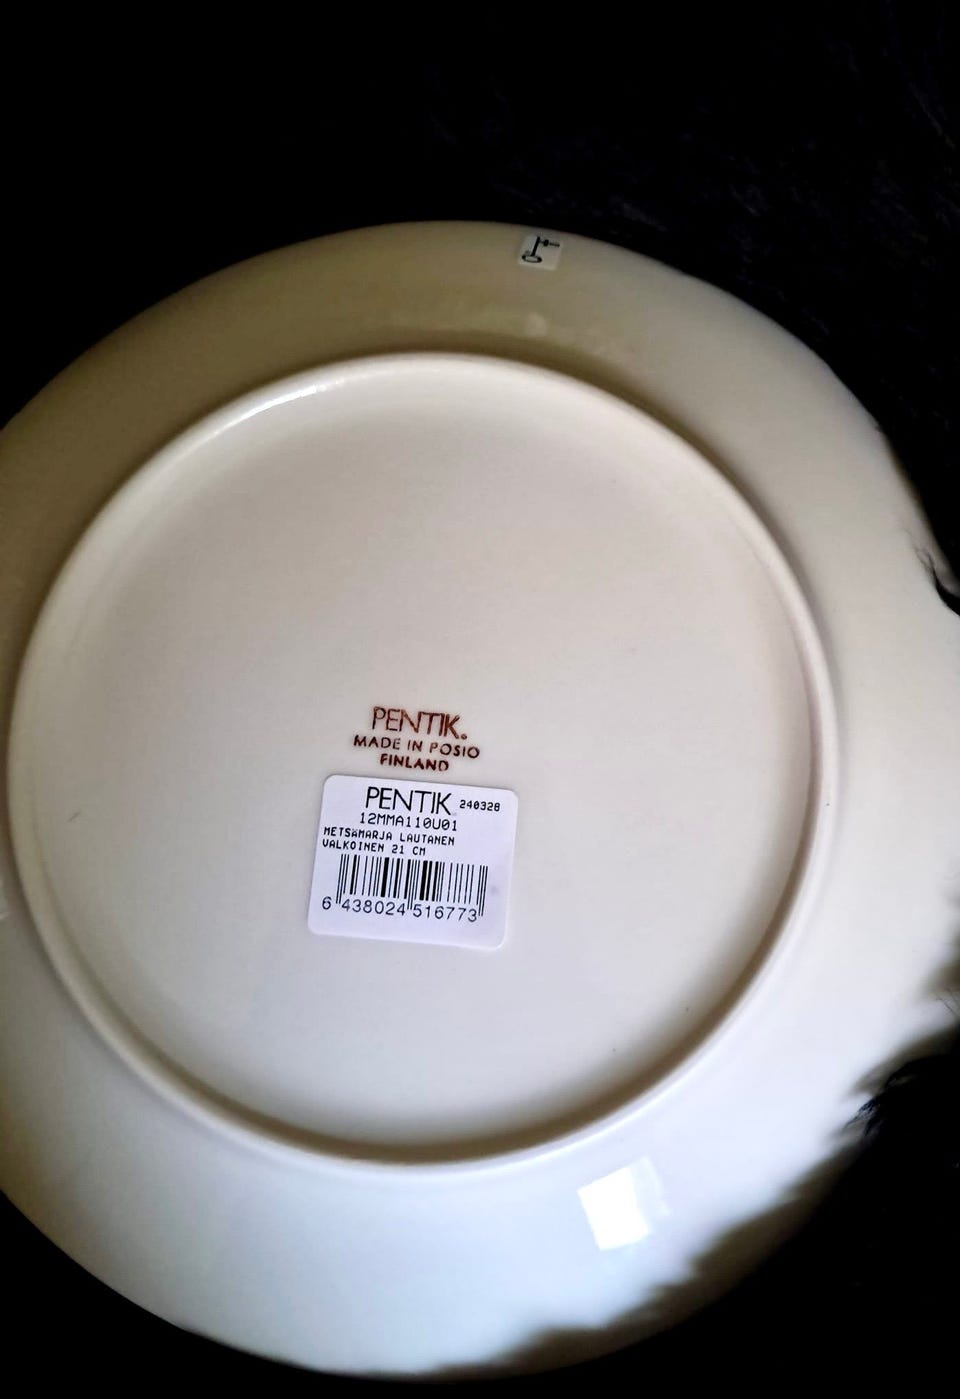 PENTIK.
MADE IN POSIO
FINLAND
PENTIK 240328
12MMA110U01
METSÄMARJA LAUTANEN
VALKOINEN 21 CM
6 438024 516773